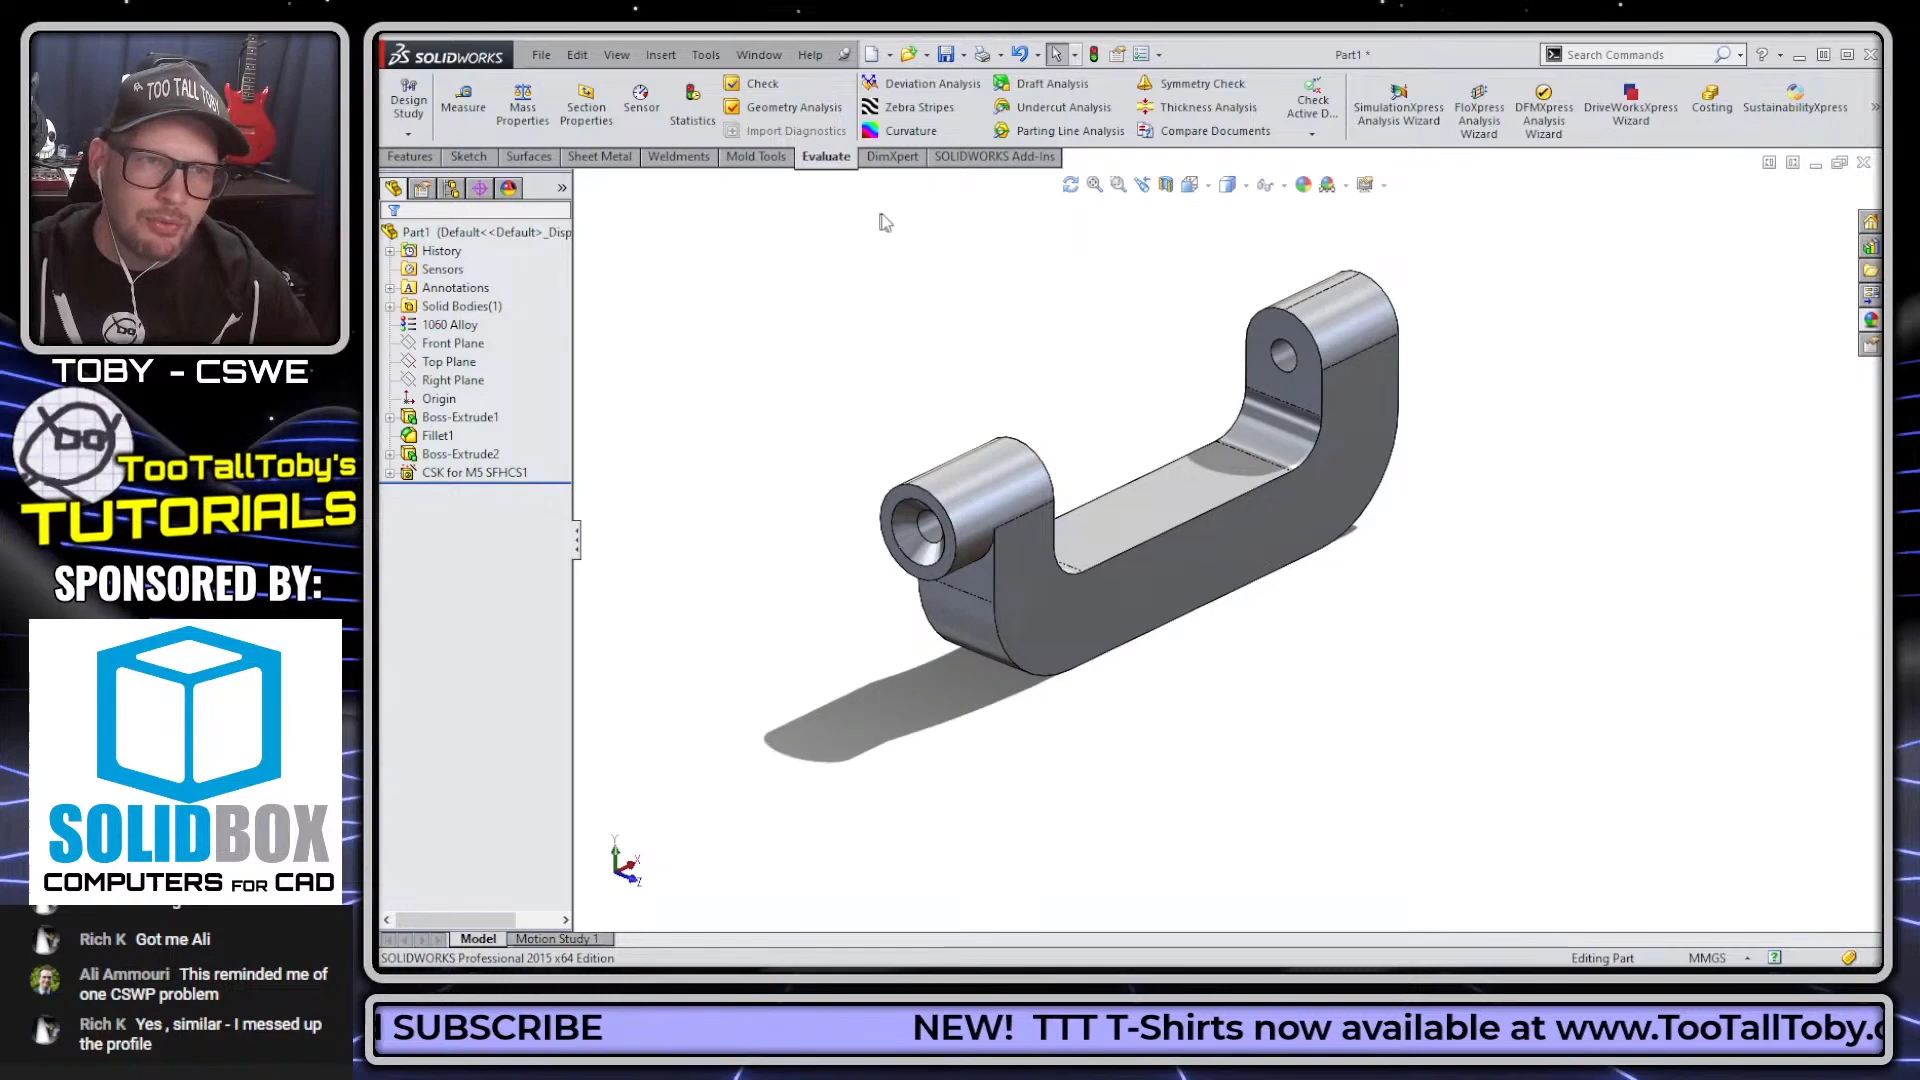 TOO TALL TOBY
TOBY - CSWE
TooTallToby's
TUTORIALS
SPONSORED BY:
SOLIDBOX
COMPUTERS FOR CAD
Rich K Got me Ali
Ali Ammouri This reminded me of
one CSWP problem
Rich K Yes , similar - I messed up
the profile
SOLIDWORKS
File Edit View Insert Tools Window Help
Part1 *
Search Commands
Design
Study
Measure
Mass
Properties
Section
Properties
Sensor
Statistics
Check
Geometry Analysis
Import Diagnostics
Deviation Analysis
Zebra Stripes
Curvature
Draft Analysis
Undercut Analysis
Parting Line Analysis
Symmetry Check
Thickness Analysis
Compare Documents
Check
Active D...
SimulationXpress
Analysis Wizard
FloXpress
Analysis
Wizard
DFMXpress
Analysis
Wizard
DriveWorksXpress
Wizard
Costing
SustainabilityXpress
Features Sketch Surfaces Sheet Metal Weldments Mold Tools Evaluate DimXpert SOLIDWORKS Add-Ins
Part1 (Default<<Default>_Disp
History
Sensors
Annotations
Solid Bodies(1)
1060 Alloy
Front Plane
Top Plane
Right Plane
Origin
Boss-Extrude1
Fillet1
Boss-Extrude2
CSK for M5 SFHCS1
Y
X
Z
Model Motion Study 1
SOLIDWORKS Professional 2015 x64 Edition
Editing Part
MMGS
SUBSCRIBE
NEW! TTT T-Shirts now available at www.TooTallToby.c